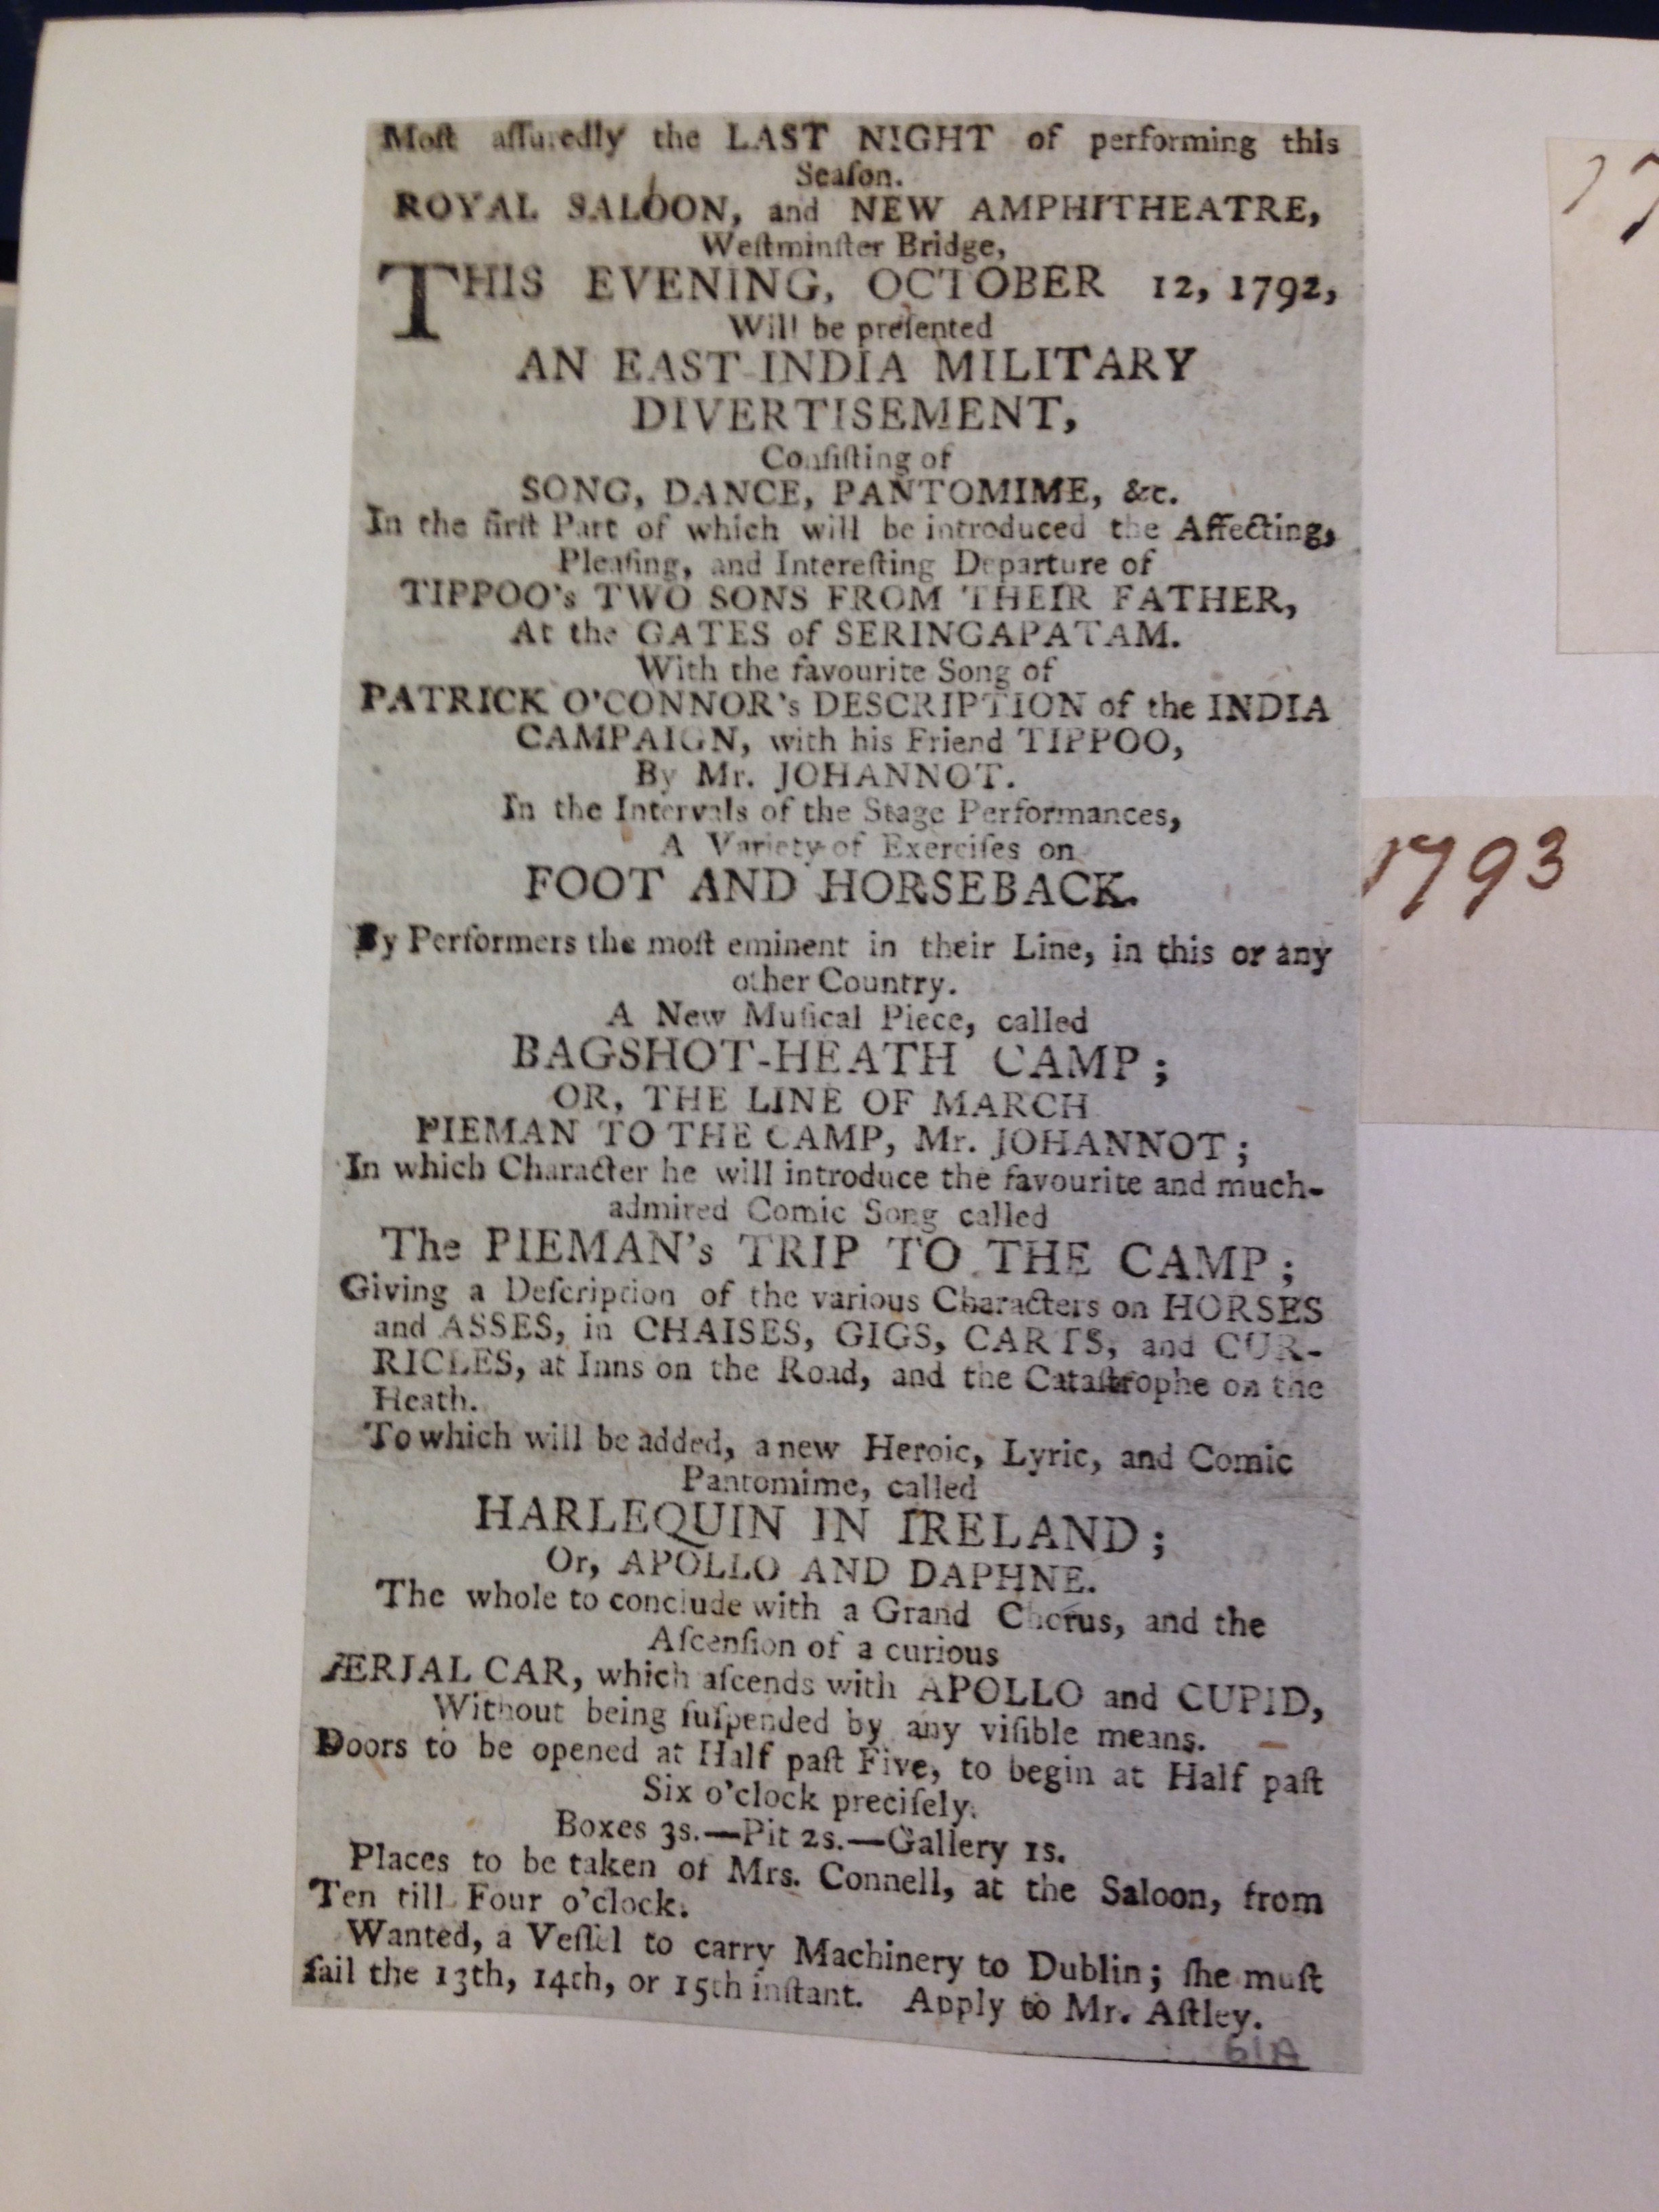 Moſt aſſuredly the LAST NIGHT of performing this
Seaſon.
ROYAL SALOON, and NEW AMPHITHEATRE,
Weſtminſter Bridge,
THIS EVENING, OCTOBER 12, 1792,
Will be preſented
AN EAST-INDIA MILITARY
DIVERTISEMENT,
Conſiſting of
SONG, DANCE, PANTOMIME, &c.
In the firſt Part of which will be introduced the Affecting,
Pleaſing, and Intereſting Departure of
TIPPOO's TWO SONS FROM THEIR FATHER,
At the GATES of SERINGAPATAM.
With the favourite Song of
PATRICK O'CONNOR's DESCRIPTION of the INDIA
CAMPAIGN, with his Friend TIPPOO,
By Mr. JOHANNOT.
In the Intervals of the Stage Performances,
A Variety of Exerciſes on
FOOT AND HORSEBACK.
By Performers the moſt eminent in their Line, in this or any
other Country.
A New Muſical Piece, called
BAGSHOT-HEATH CAMP;
OR, THE LINE OF MARCH
PIEMAN TO THE CAMP, Mr. JOHANNOT;
In which Character he will introduce the favourite and much-
admired Comic Song called
The PIEMAN's TRIP TO THE CAMP;
Giving a Deſcription of the various Characters on HORSES
and ASSES, in CHAISES, GIGS, CARTS, and CUR-
RICLES, at Inns on the Road, and the Cataſtrophe on the
Heath.
To which will be added, a new Heroic, Lyric, and Comic
Pantomime, called
HARLEQUIN IN IRELAND;
Or, APOLLO AND DAPHNE.
The whole to conclude with a Grand Chorus, and the
Aſcenſion of a curious
ÆRIAL CAR, which aſcends with APOLLO and CUPID,
Without being ſuſpended by any viſible means.
Doors to be opened at Half paſt Five, to begin at Half paſt
Six o'clock preciſely.
Boxes 3s.—Pit 2s.—Gallery 1s.
Places to be taken of Mrs. Connell, at the Saloon, from
Ten till Four o'clock.
Wanted, a Veſſel to carry Machinery to Dublin; ſhe muſt
ſail the 13th, 14th, or 15th inſtant. Apply to Mr. Aſtley.
61A
17
1793